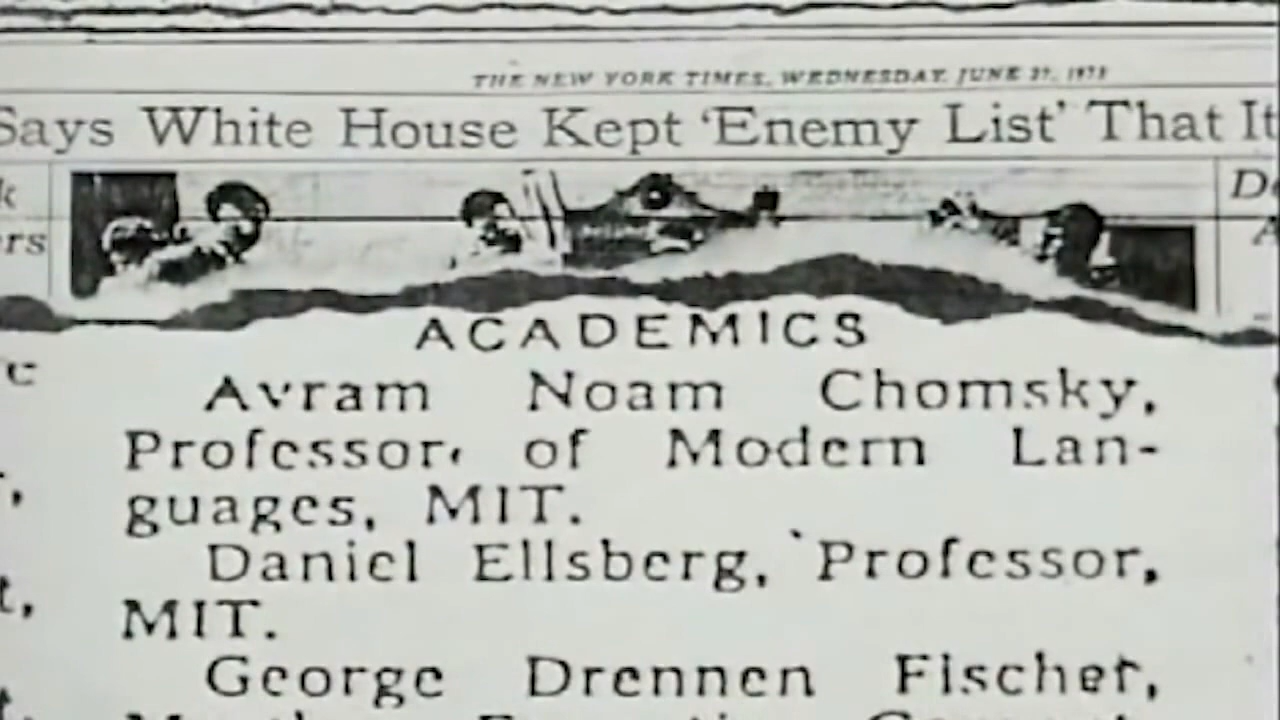 THE NEW YORK TIMES, WEDNESDAY, JUNE 27, 1973
Says White House Kept ‘Enemy List’ That It
ACADEMICS
Avram Noam Chomsky,
Professor of Modern Lan-
guages, MIT.
Daniel Ellsberg, Professor,
MIT.
George Drennen Fischer,